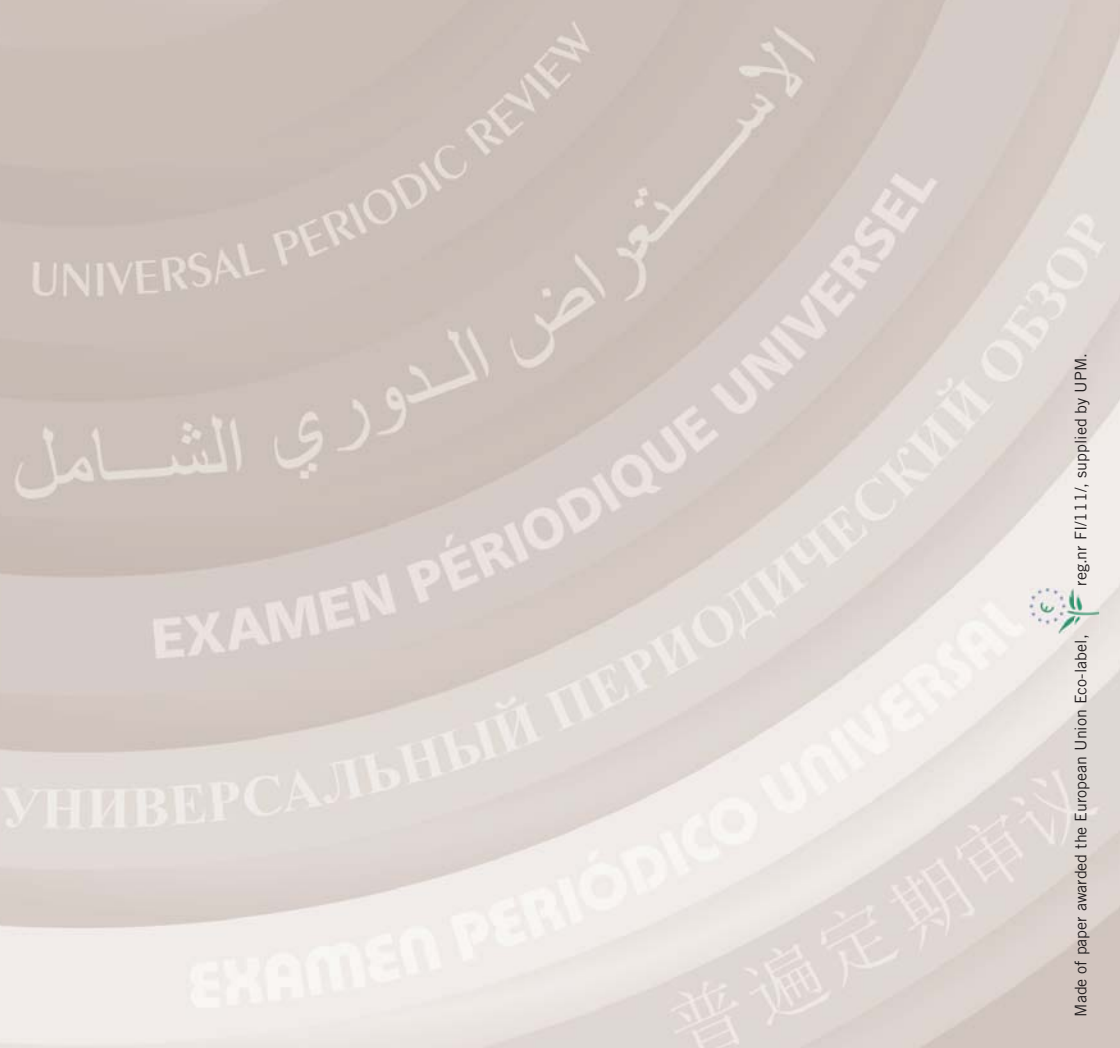 UNIVERSAL PERIODIC REVIEW
الاستعراض الدوري الشامل
EXAMEN PÉRIODIQUE UNIVERSEL
УНИВЕРСАЛЬНЫЙ ПЕРИОДИЧЕСКИЙ ОБЗОР
EXAMEN PERIÓDICO UNIVERSAL
普遍定期审议
Made of paper awarded the European Union Eco-label, reg.nr FI/111/, supplied by UPM.